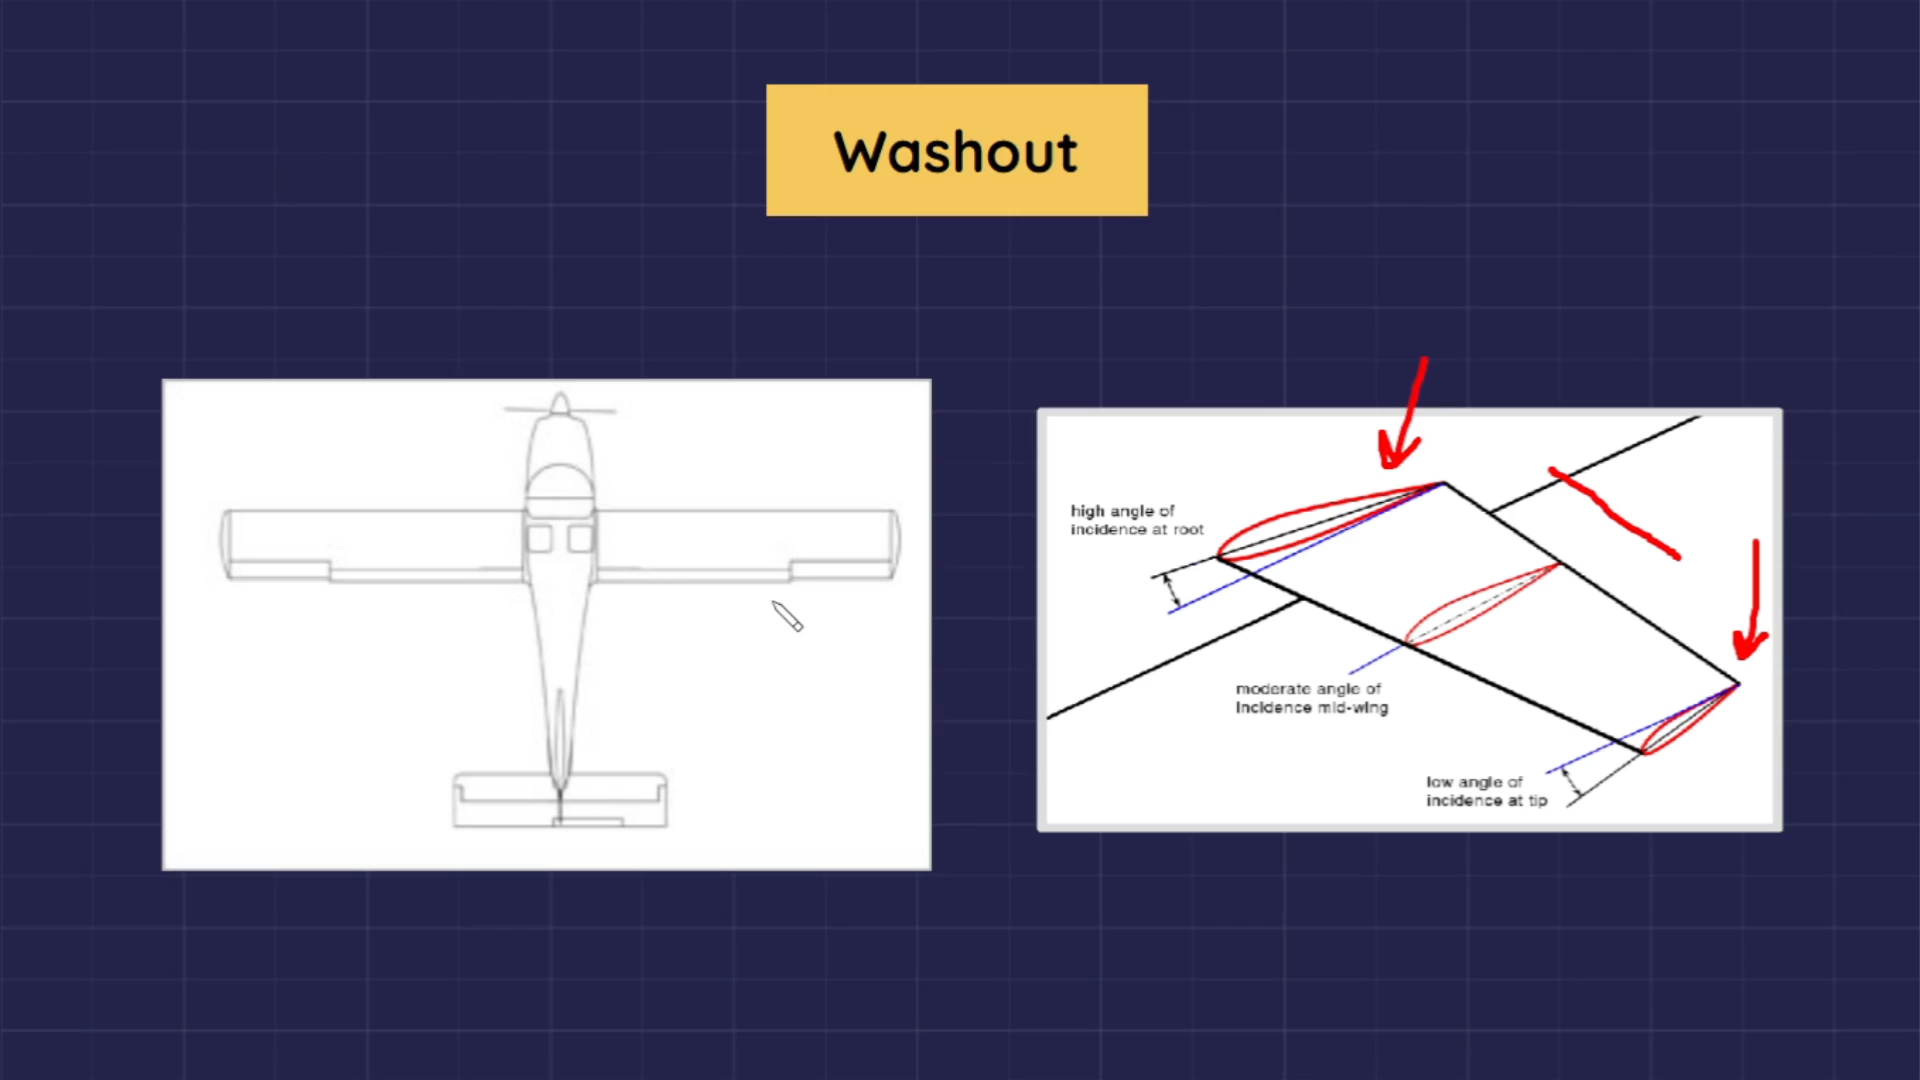 Washout
high angle of
incidence at root
moderate angle of
incidence mid-wing
low angle of
incidence at tip